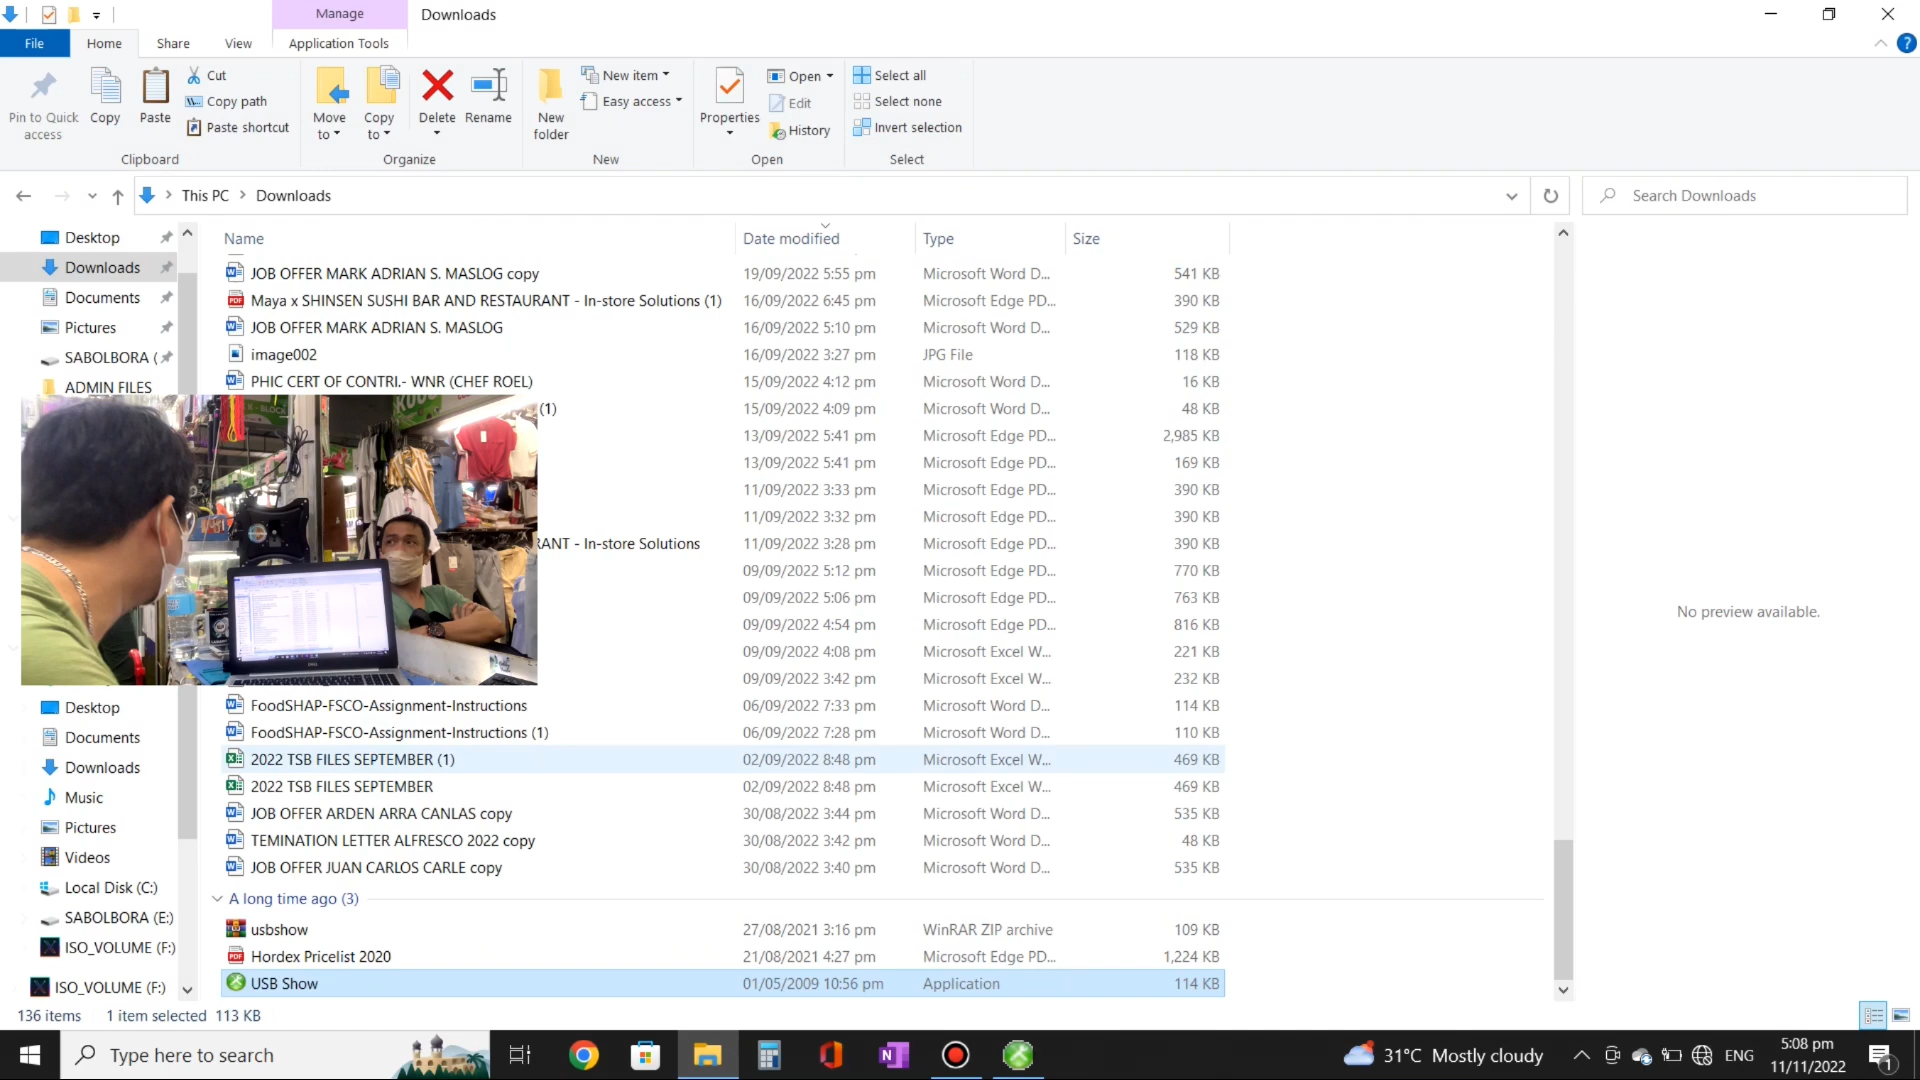 Manage
Downloads
File
Home
Share
View
Application Tools
Pin to Quick access
Copy
Paste
Cut
Copy path
Paste shortcut
Clipboard
Move to
Copy to
Delete
Rename
Organize
New folder
New item
Easy access
New
Properties
Open
Edit
History
Open
Select all
Select none
Invert selection
Select
This PC
Downloads
Search Downloads
Name
Date modified
Type
Size
Desktop
Downloads
Documents
Pictures
SABOLBORA (
ADMIN FILES
JOB OFFER MARK ADRIAN S. MASLOG copy 19/09/2022 5:55 pm Microsoft Word D... 541 KB
Maya x SHINSEN SUSHI BAR AND RESTAURANT - In-store Solutions (1) 16/09/2022 6:45 pm Microsoft Edge PD... 390 KB
JOB OFFER MARK ADRIAN S. MASLOG 16/09/2022 5:10 pm Microsoft Word D... 529 KB
image002 16/09/2022 3:27 pm JPG File 118 KB
PHIC CERT OF CONTRI.- WNR (CHEF ROEL) 15/09/2022 4:12 pm Microsoft Word D... 16 KB
(1) 15/09/2022 4:09 pm Microsoft Word D... 48 KB
13/09/2022 5:41 pm Microsoft Edge PD... 2,985 KB
13/09/2022 5:41 pm Microsoft Edge PD... 169 KB
11/09/2022 3:33 pm Microsoft Edge PD... 390 KB
11/09/2022 3:32 pm Microsoft Edge PD... 390 KB
RANT - In-store Solutions 11/09/2022 3:28 pm Microsoft Edge PD... 390 KB
09/09/2022 5:12 pm Microsoft Edge PD... 770 KB
09/09/2022 5:06 pm Microsoft Edge PD... 763 KB
09/09/2022 4:54 pm Microsoft Edge PD... 816 KB
09/09/2022 4:08 pm Microsoft Excel W... 221 KB
09/09/2022 3:42 pm Microsoft Excel W... 232 KB
FoodSHAP-FSCO-Assignment-Instructions 06/09/2022 7:33 pm Microsoft Word D... 114 KB
FoodSHAP-FSCO-Assignment-Instructions (1) 06/09/2022 7:28 pm Microsoft Word D... 110 KB
2022 TSB FILES SEPTEMBER (1) 02/09/2022 8:48 pm Microsoft Excel W... 469 KB
2022 TSB FILES SEPTEMBER 02/09/2022 8:48 pm Microsoft Excel W... 469 KB
JOB OFFER ARDEN ARRA CANLAS copy 30/08/2022 3:44 pm Microsoft Word D... 535 KB
TEMINATION LETTER ALFRESCO 2022 copy 30/08/2022 3:42 pm Microsoft Word D... 48 KB
JOB OFFER JUAN CARLOS CARLE copy 30/08/2022 3:40 pm Microsoft Word D... 535 KB
A long time ago (3)
usbshow 27/08/2021 3:16 pm WinRAR ZIP archive 109 KB
Hordex Pricelist 2020 21/08/2021 4:27 pm Microsoft Edge PD... 1,224 KB
USB Show 01/05/2009 10:56 pm Application 114 KB
Desktop
Documents
Downloads
Music
Pictures
Videos
Local Disk (C:)
SABOLBORA (E:)
ISO_VOLUME (F:)
ISO_VOLUME (F:)
No preview available.
136 items 1 item selected 113 KB
Type here to search
31°C Mostly cloudy
ENG
5:08 pm
11/11/2022
1